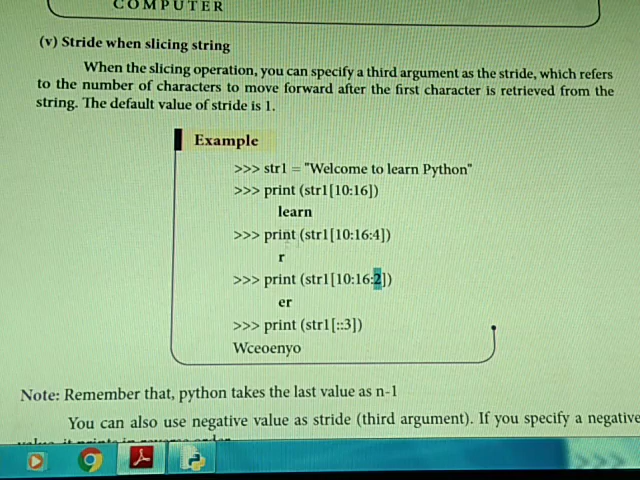 COMPUTER
(v) Stride when slicing string
When the slicing operation, you can specify a third argument as the stride, which refers
to the number of characters to move forward after the first character is retrieved from the
string. The default value of stride is 1.
Example
>>> str1 = "Welcome to learn Python"
>>> print (str1[10:16])
learn
>>> print (str1[10:16:4])
r
>>> print (str1[10:16:2])
er
>>> print (str1[::3])
Wceoenyo
Note: Remember that, python takes the last value as n-1
You can also use negative value as stride (third argument). If you specify a negative